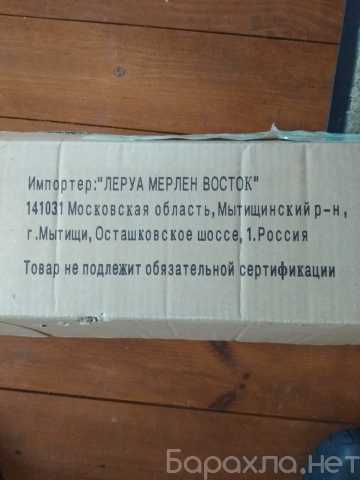 Импортер:"ЛЕРУА МЕРЛЕН ВОСТОК"
141031 Московская область, Мытищинский р-н,
г.Мытищи, Осташковское шоссе, 1.Россия
Товар не подлежит обязательной сертификации
Барахла.нет